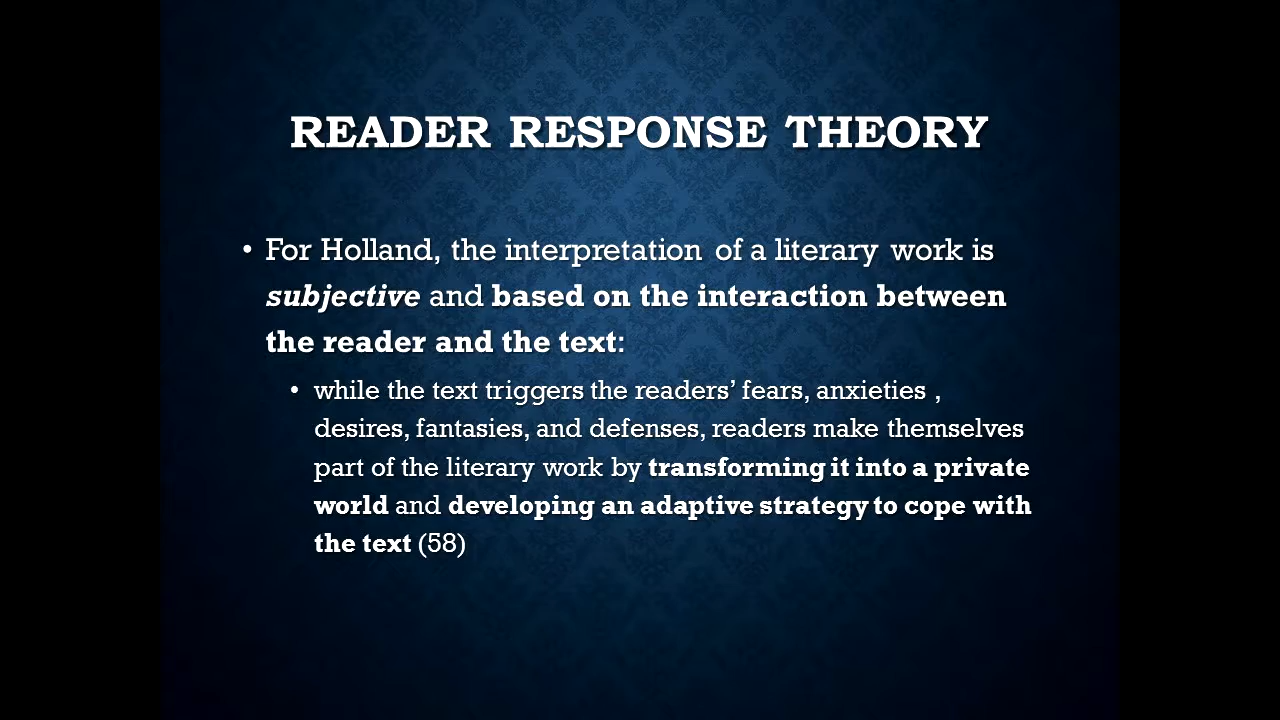 READER RESPONSE THEORY
• For Holland, the interpretation of a literary work is
subjective and based on the interaction between
the reader and the text:
• while the text triggers the readers’ fears, anxieties ,
desires, fantasies, and defenses, readers make themselves
part of the literary work by transforming it into a private
world and developing an adaptive strategy to cope with
the text (58)